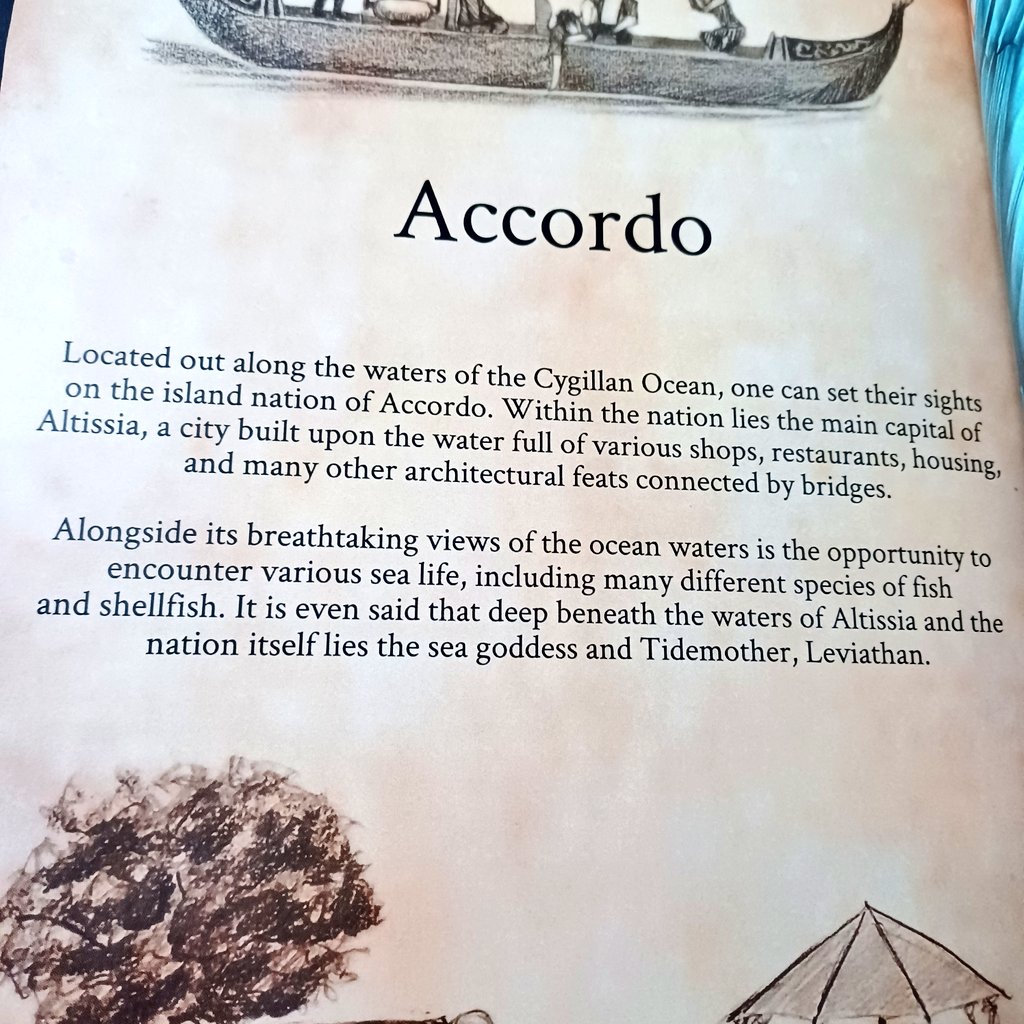 Accordo
Located out along the waters of the Cygillan Ocean, one can set their sights
on the island nation of Accordo. Within the nation lies the main capital of
Altissia, a city built upon the water full of various shops, restaurants, housing,
and many other architectural feats connected by bridges.
Alongside its breathtaking views of the ocean waters is the opportunity to
encounter various sea life, including many different species of fish
and shellfish. It is even said that deep beneath the waters of Altissia and the
nation itself lies the sea goddess and Tidemother, Leviathan.